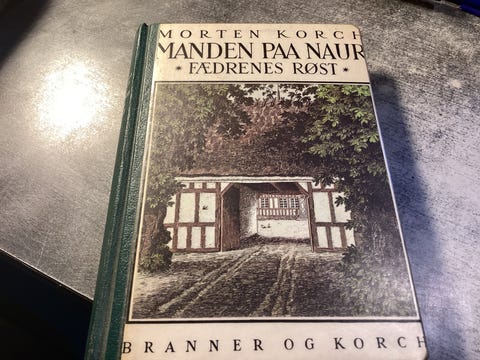 MORTEN KORCH
MANDEN PAA NAUR
* FÆDRENES RØST *
BRANNER OG KORCH